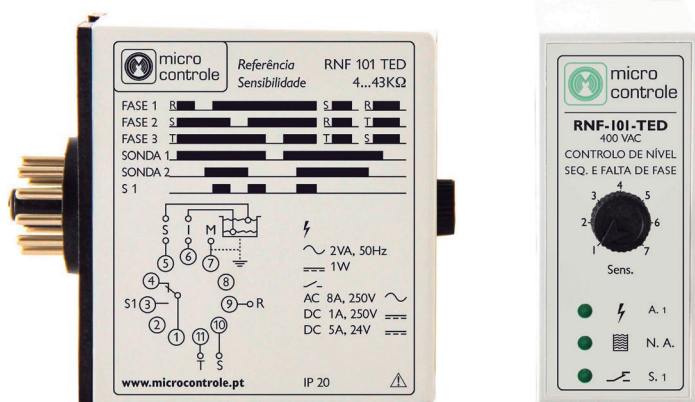 micro
controle
Referência RNF 101 TED
Sensibilidade 4...43KΩ
FASE 1 R S R
FASE 2 S R T
FASE 3 T T S
SONDA 1
SONDA 2
S 1
S I M
5 6 7
4 8
S1 3 9 R
2 1 11 10
T S
2VA, 50Hz
1W
AC 8A, 250V
DC 1A, 250V
DC 5A, 24V
www.microcontrole.pt IP 20
micro
controle
RNF-101-TED
400 VAC
CONTROLO DE NÍVEL
SEQ. E FALTA DE FASE
1 2 3 4 5 6 7
Sens.
A. 1
N. A.
S. 1